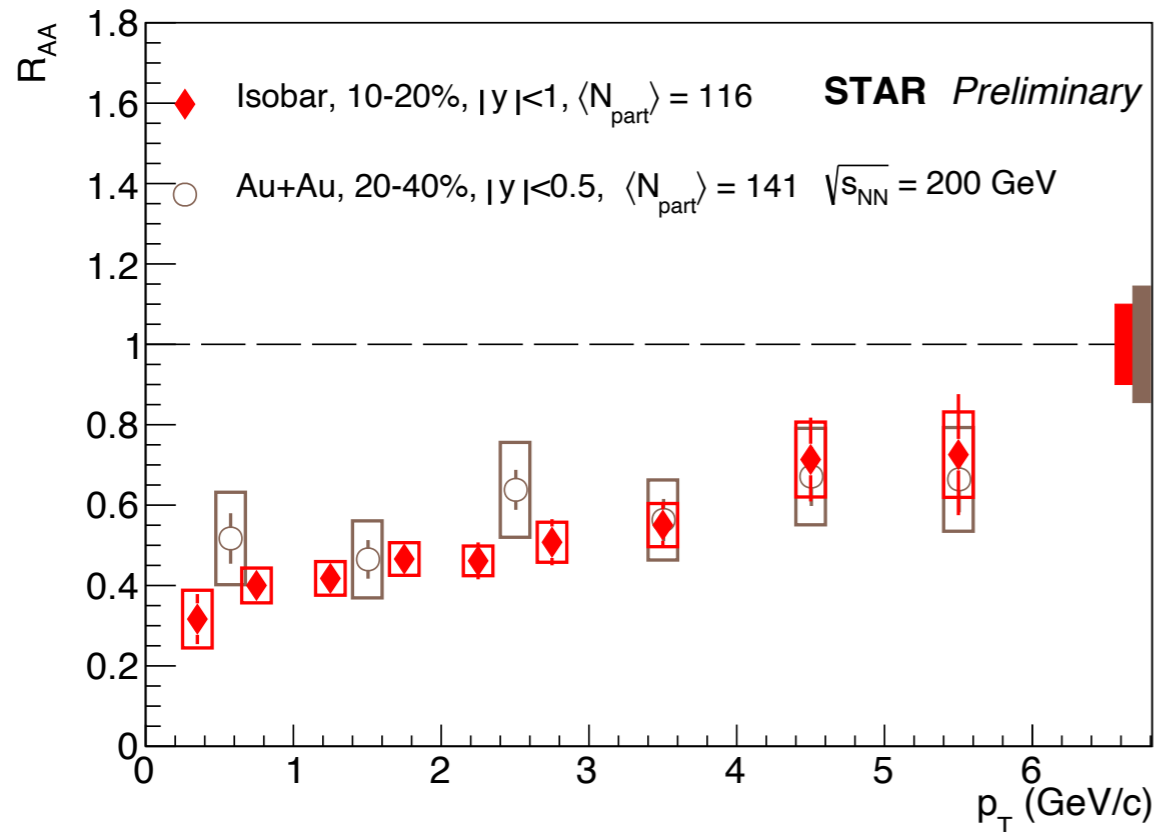 R_AA
1.8
1.6
1.4
1.2
1
0.8
0.6
0.4
0.2
0
Isobar, 10-20%, |y|<1, ⟨N_part⟩ = 116
STAR Preliminary
Au+Au, 20-40%, |y|<0.5, ⟨N_part⟩ = 141 √s_NN = 200 GeV
0 1 2 3 4 5 6
p_T (GeV/c)